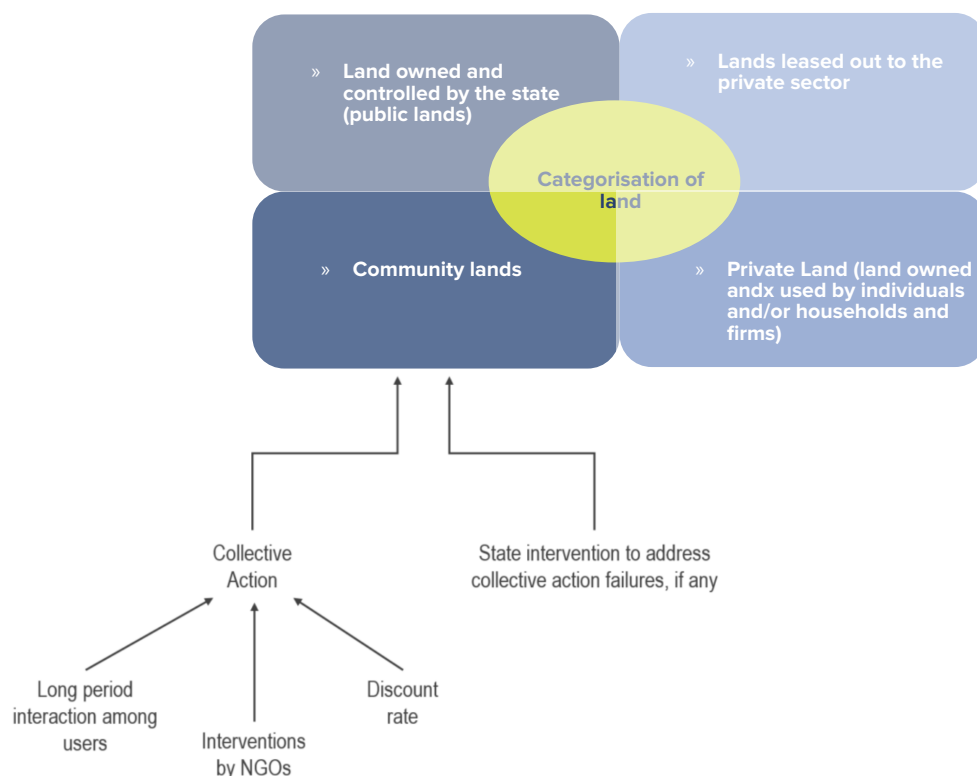 » Land owned and
controlled by the state
(public lands)
» Lands leased out to the
private sector
Categorisation of
land
» Community lands
» Private Land (land owned
andx used by individuals
and/or households and
firms)
Collective
Action
State intervention to address
collective action failures, if any
Long period
interaction among
users
Interventions
by NGOs
Discount
rate